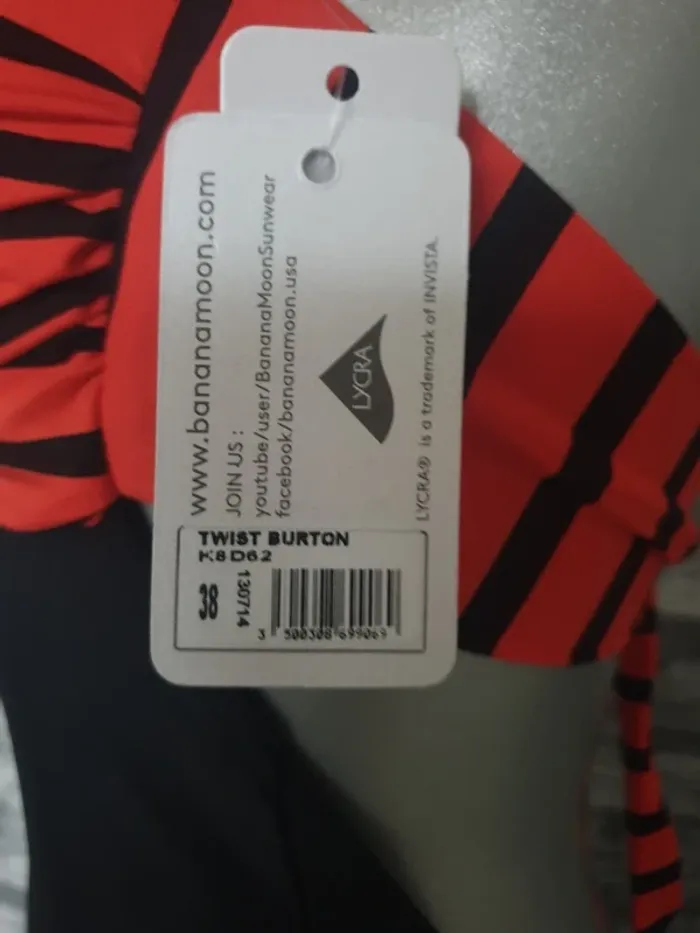 www.bananamoon.com
JOIN US :
youtube/user/BananaMoonSunwear
facebook/bananamoon.usa
LYCRA
LYCRA® is a trademark of INVISTA.
TWIST BURTON
K8D62
38
130714
3 500308 699069